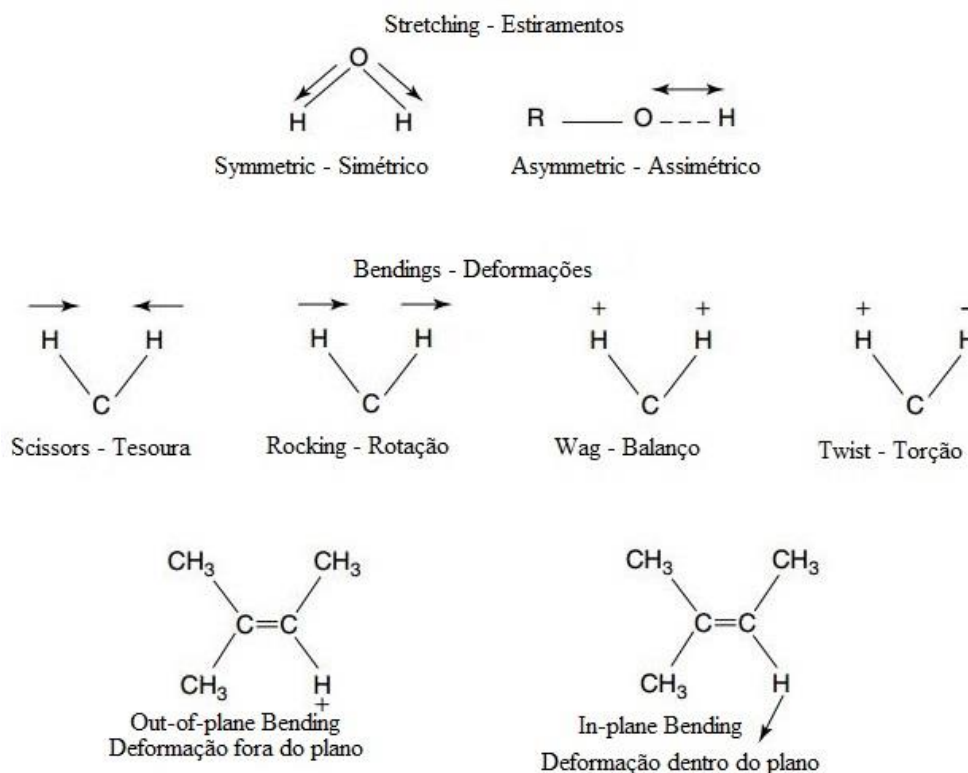 Stretching - Estiramentos
O
H H
R O H
Symmetric - Simétrico Asymmetric - Assimétrico
Bendings - Deformações
+ + + -
H H H H H H H H
C C C C
Scissors - Tesoura Rocking - Rotação Wag - Balanço Twist - Torção
CH3 CH3 CH3 CH3
C=C C=C
CH3 H CH3 H
+
Out-of-plane Bending In-plane Bending
Deformação fora do plano Deformação dentro do plano